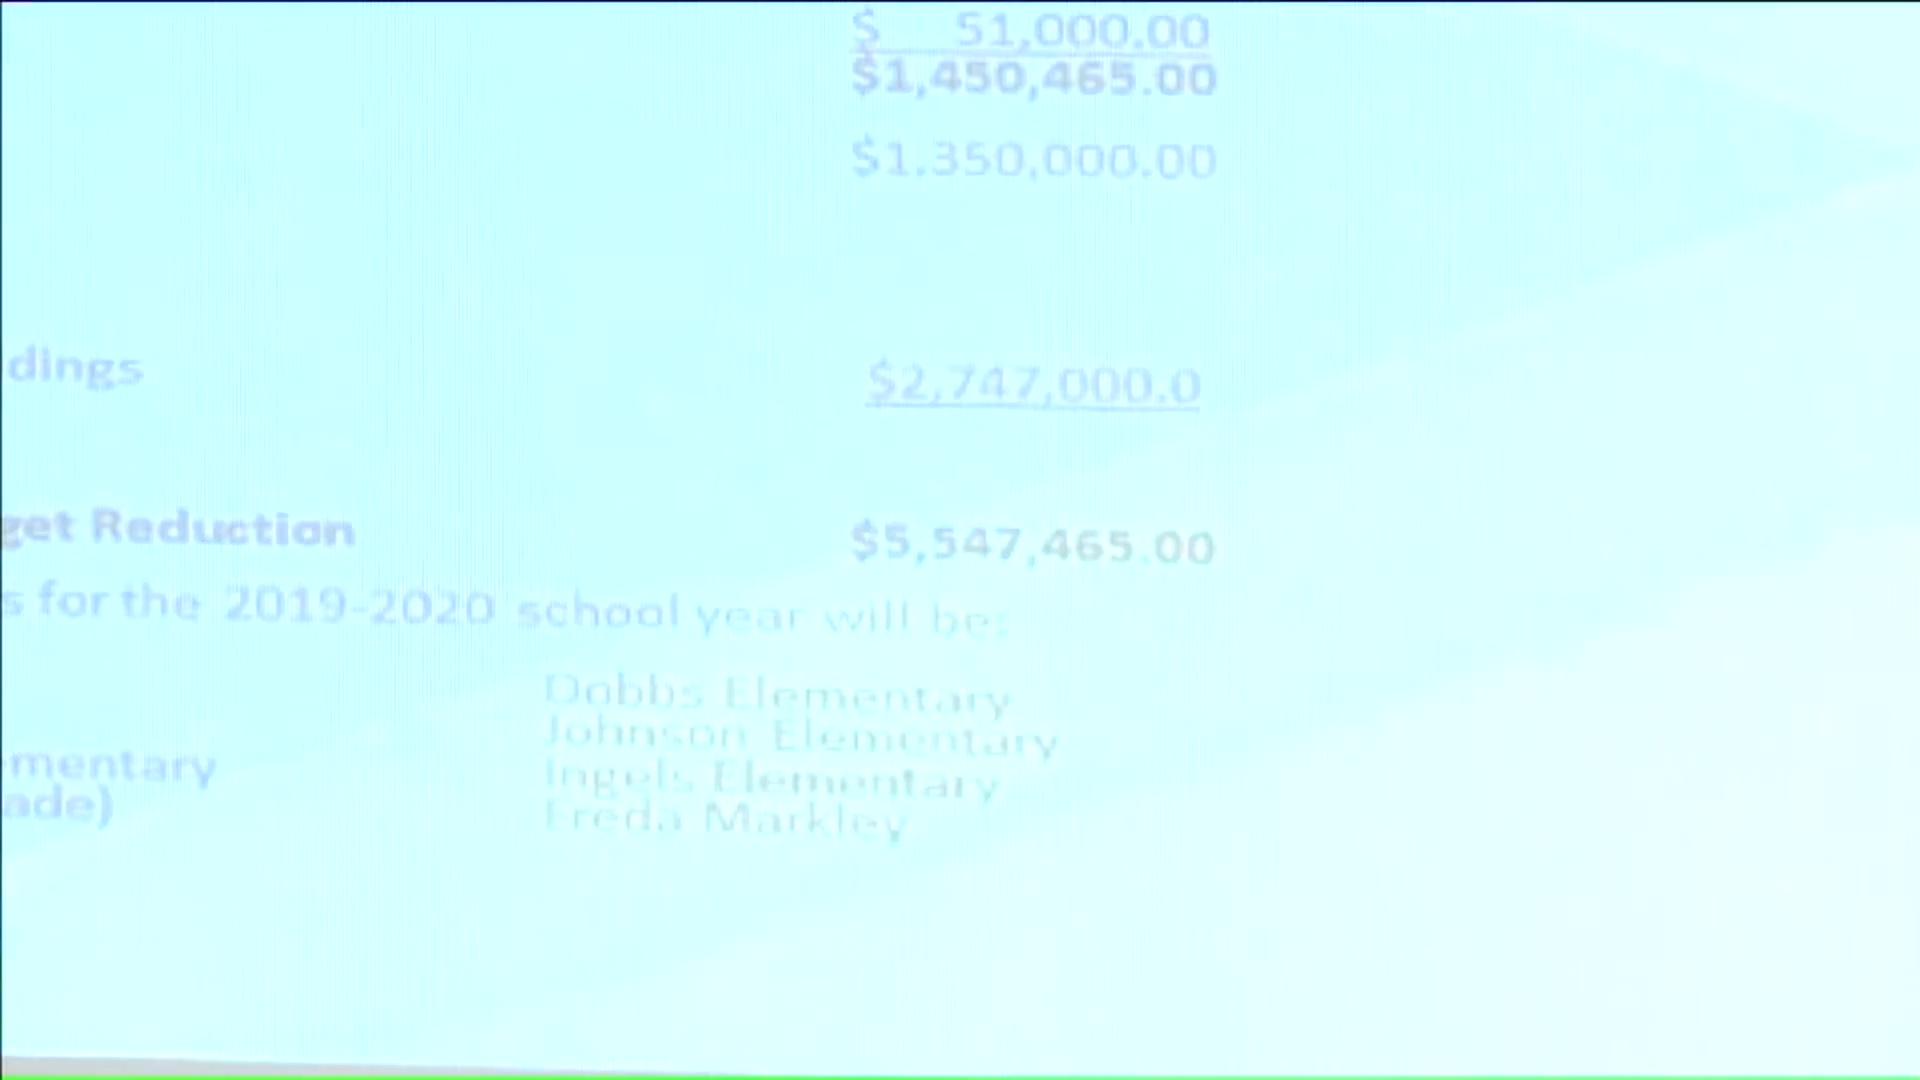 $ 51,000.00
$1,450,465.00
$1.350,000.00
dings $2,747,000.0
get Reduction $5,547,465.00
s for the 2019-2020 school year will be:
Dobbs Elementary
Johnson Elementary
mentary Ingels Elementary
ade) Freda Markley